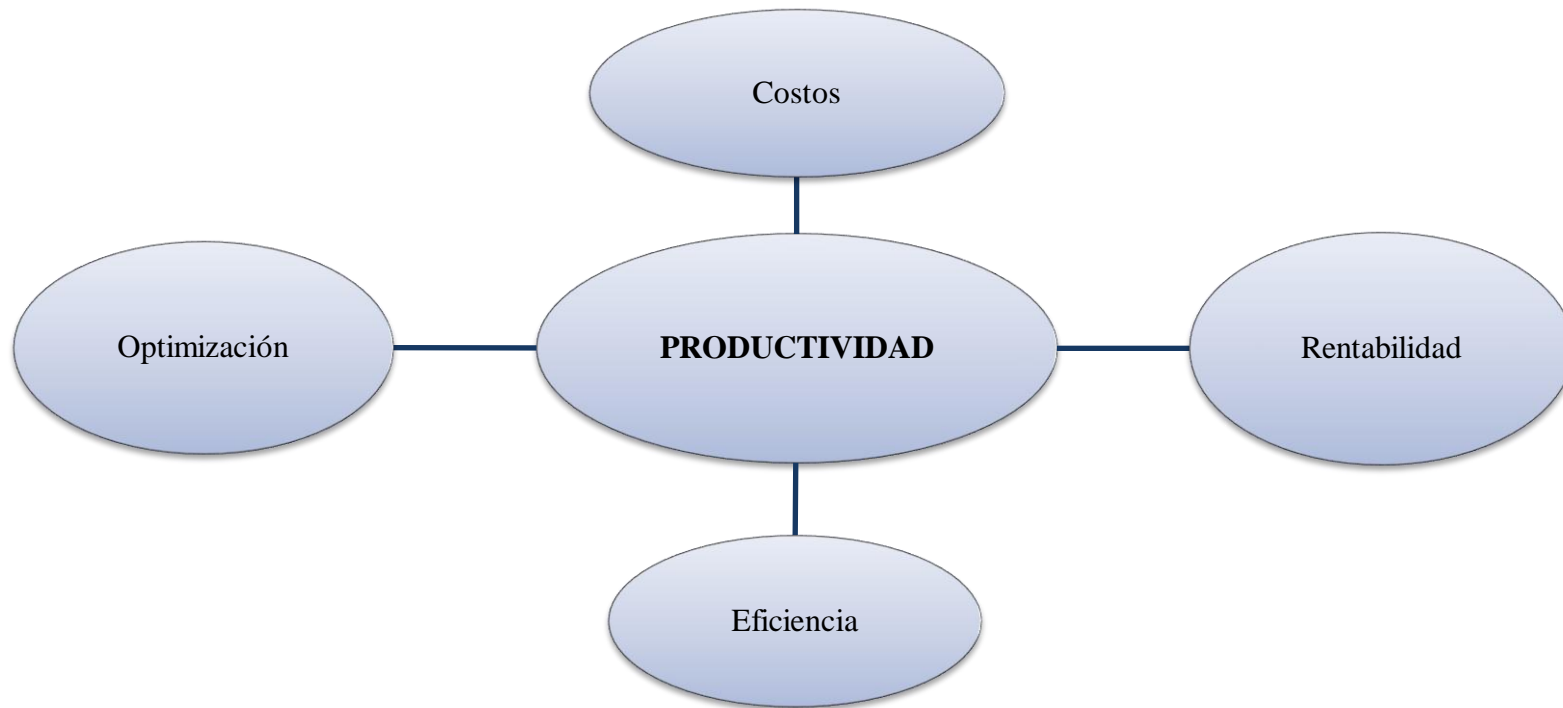 Costos
Optimización
PRODUCTIVIDAD
Rentabilidad
Eficiencia